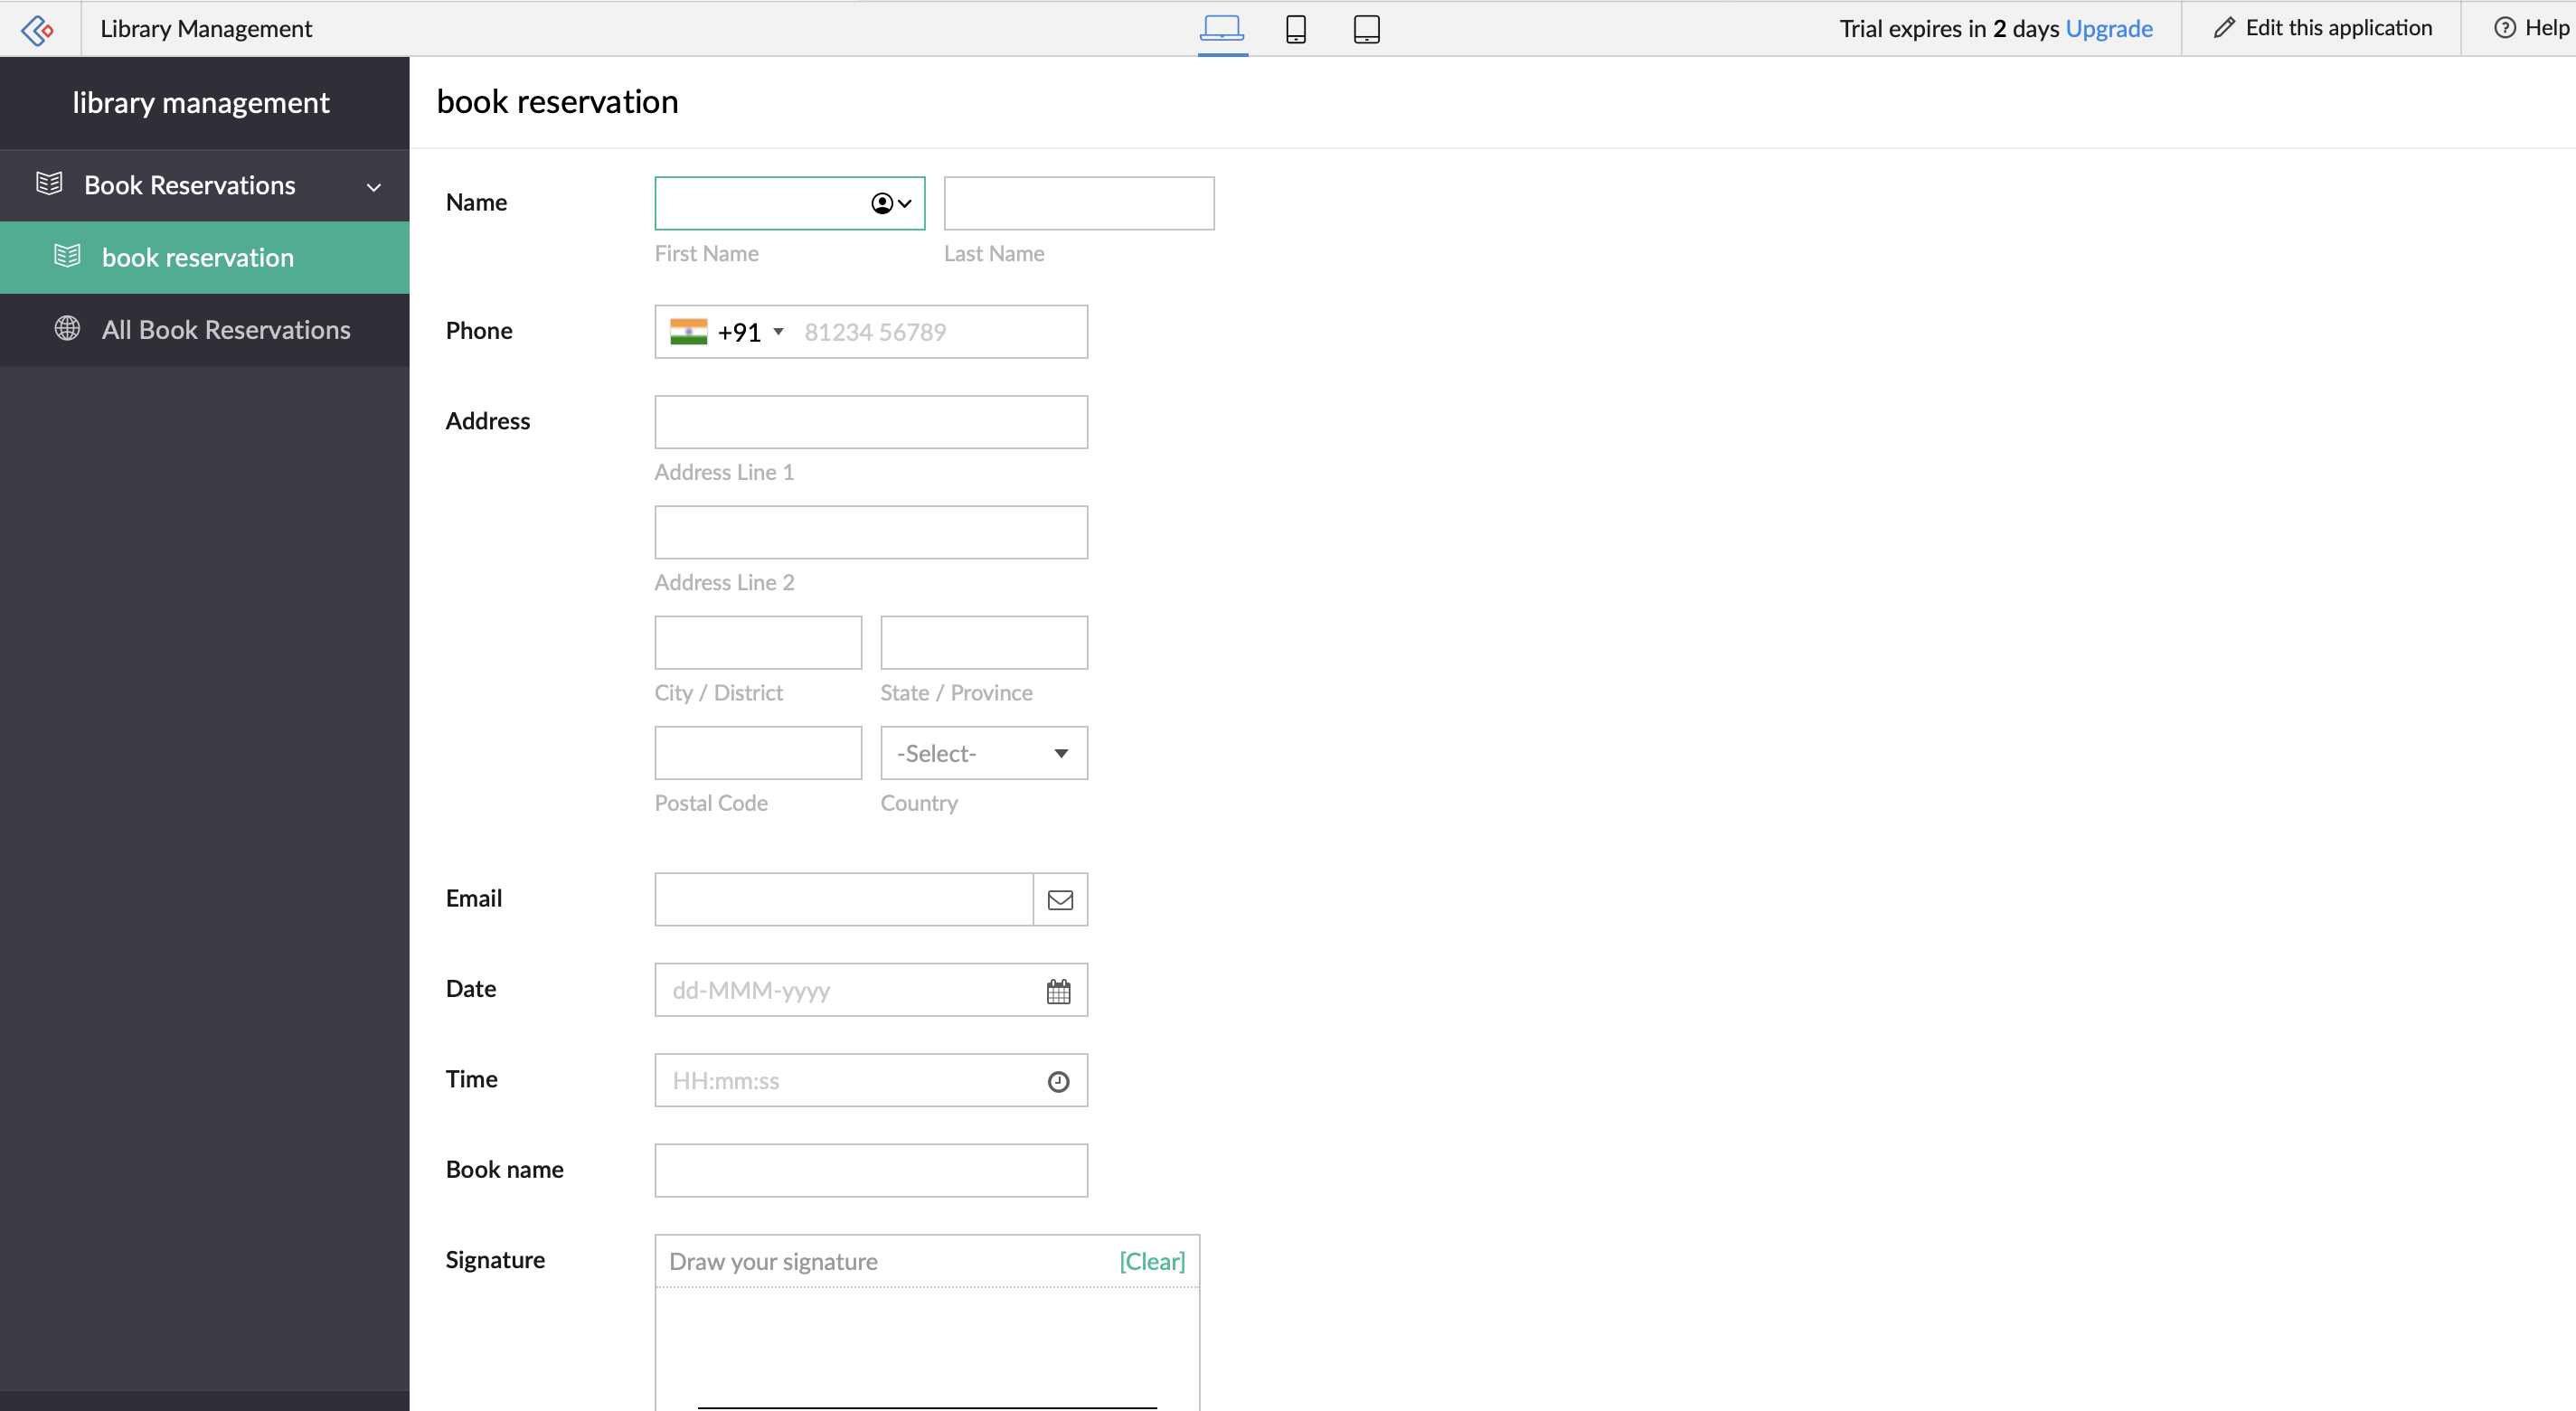 Library Management
Trial expires in 2 days Upgrade
Edit this application
Help
library management
Book Reservations
book reservation
All Book Reservations
book reservation
Name
First Name
Last Name
Phone
+91
81234 56789
Address
Address Line 1
Address Line 2
City / District
State / Province
-Select-
Postal Code
Country
Email
Date
dd-MMM-yyyy
Time
HH:mm:ss
Book name
Signature
Draw your signature
[Clear]